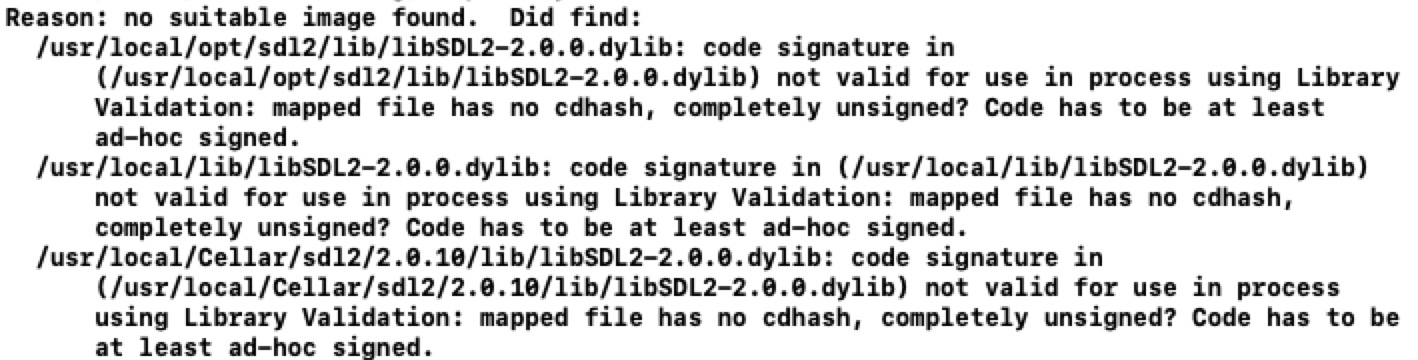 Reason: no suitable image found.  Did find:
/usr/local/opt/sdl2/lib/libSDL2-2.0.0.dylib: code signature in
(/usr/local/opt/sdl2/lib/libSDL2-2.0.0.dylib) not valid for use in process using Library
Validation: mapped file has no cdhash, completely unsigned? Code has to be at least
ad-hoc signed.
/usr/local/lib/libSDL2-2.0.0.dylib: code signature in (/usr/local/lib/libSDL2-2.0.0.dylib)
not valid for use in process using Library Validation: mapped file has no cdhash,
completely unsigned? Code has to be at least ad-hoc signed.
/usr/local/Cellar/sdl2/2.0.10/lib/libSDL2-2.0.0.dylib: code signature in
(/usr/local/Cellar/sdl2/2.0.10/lib/libSDL2-2.0.0.dylib) not valid for use in process
using Library Validation: mapped file has no cdhash, completely unsigned? Code has to be
at least ad-hoc signed.